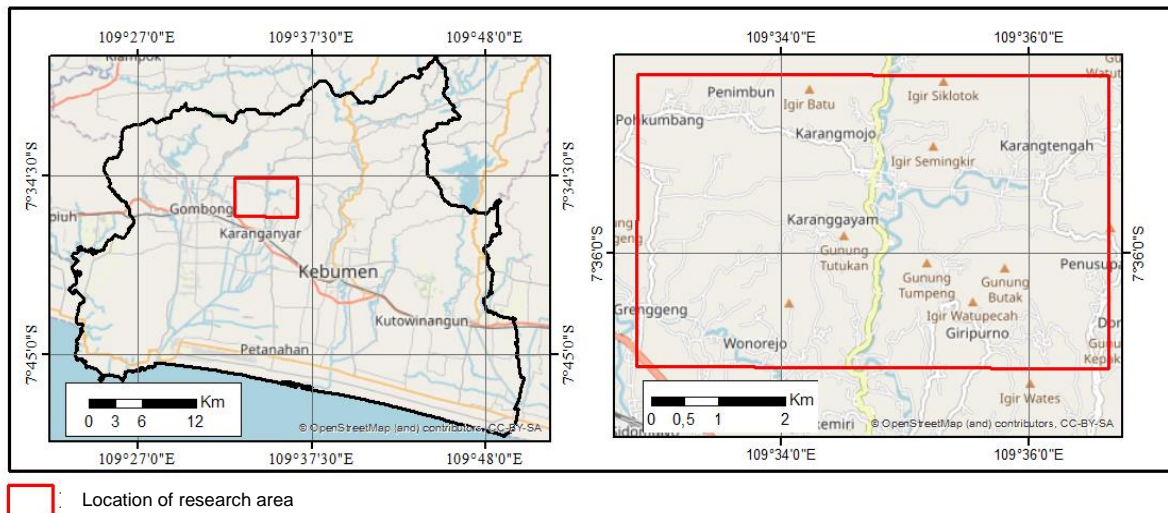 109°27'0"E 109°37'30"E 109°48'0"E
109°34'0"E 109°36'0"E
7°34'30"S
7°45'0"S
Gombong
Karanganyar
Kebumen
Kutowinangun
Petanahan
Km
0 3 6 12
© OpenStreetMap (and) contributors, CC-BY-SA
109°27'0"E 109°37'30"E 109°48'0"E
7°34'30"S
7°45'0"S
Penimbun
Igir Batu
Igir Siklotok
Pohkumbang
Karangmojo
Igir Semingkir
Karangtengah
Karanggayam
Gunung
Tutukan
Gunung
Tumpeng
Gunung
Butak
Penusupa
Igir Watupecah
Grenggeng
Giripurno
Wonorejo
Igir Wates
Km
0 0,5 1 2
© OpenStreetMap (and) contributors, CC-BY-SA
7°36'0"S
7°36'0"S
109°34'0"E 109°36'0"E
Location of research area